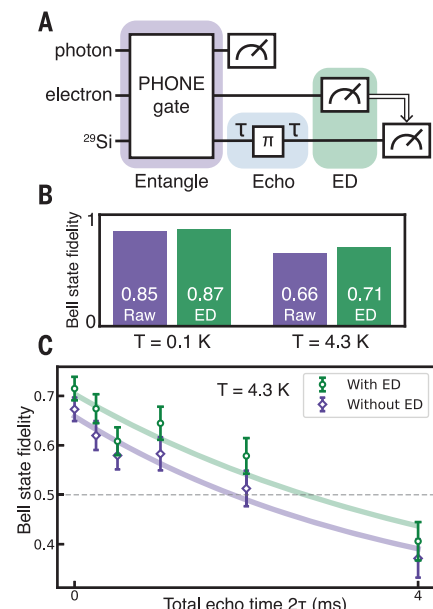 A
photon
electron
²⁹Si
PHONE
gate
τ π τ
Entangle Echo ED
B
Bell state fidelity
1
0
0.85 0.87 0.66 0.71
Raw ED Raw ED
T = 0.1 K T = 4.3 K
C
Bell state fidelity
0.7
0.6
0.5
0.4
T = 4.3 K
With ED
Without ED
0 4
Total echo time 2τ (ms)